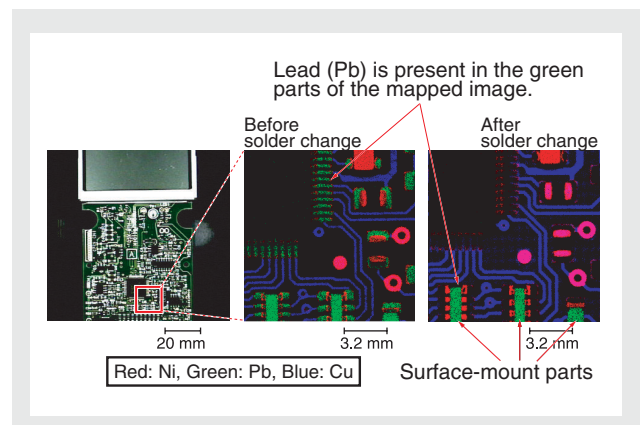 Lead (Pb) is present in the green
parts of the mapped image.
Before
solder change
After
solder change
A
20 mm
3.2 mm
3.2 mm
Red: Ni, Green: Pb, Blue: Cu
Surface-mount parts